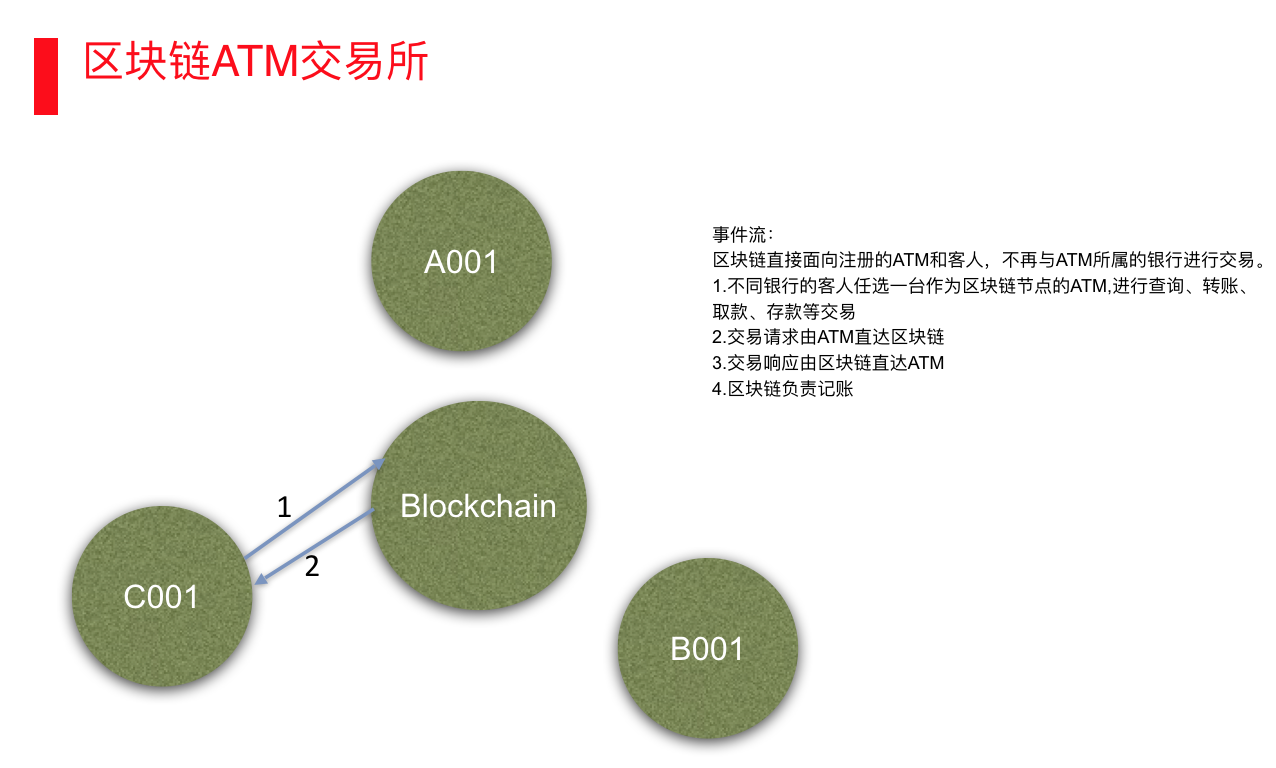 区块链ATM交易所
A001
事件流：
区块链直接面向注册的ATM和客人，不再与ATM所属的银行进行交易。
1.不同银行的客人任选一台作为区块链节点的ATM,进行查询、转账、
取款、存款等交易
2.交易请求由ATM直达区块链
3.交易响应由区块链直达ATM
4.区块链负责记账
1
Blockchain
2
C001
B001